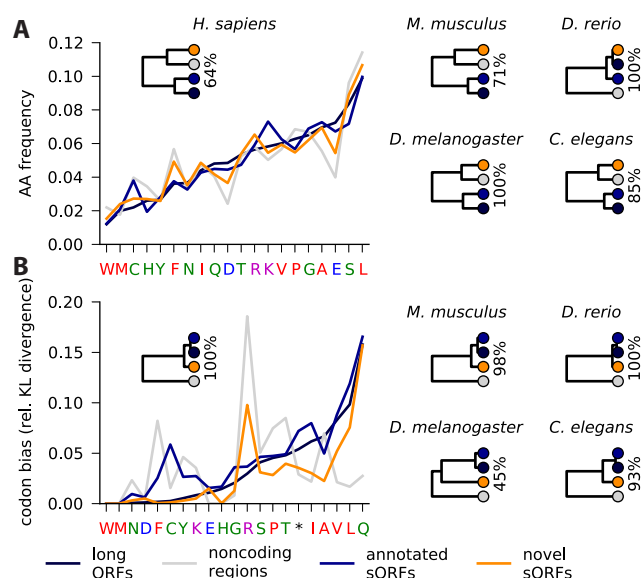 A
H. sapiens
M. musculus
D. rerio
AA frequency
0.12
0.10
0.08
0.06
0.04
0.02
0.00
64%
71%
100%
D. melanogaster
C. elegans
100%
85%
WMCHYFNIQDTRKVPGAESL
B
codon bias (rel. KL divergence)
0.20
0.15
0.10
0.05
0.00
100%
M. musculus
D. rerio
98%
100%
D. melanogaster
C. elegans
45%
93%
WMNDFCYKEHGRSPT*IAVLQ
long
ORFs
noncoding
regions
annotated
sORFs
novel
sORFs